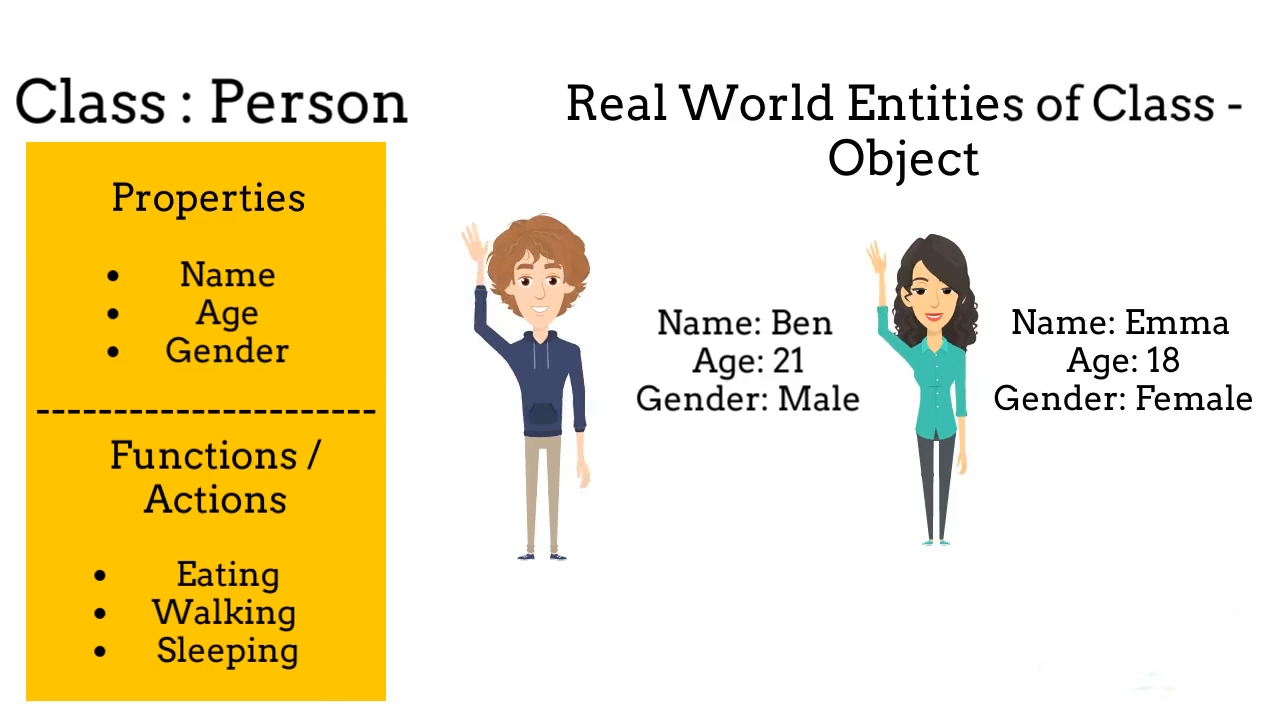 Class : Person
Properties
• Name
• Age
• Gender
----------------------
Functions /
Actions
• Eating
• Walking
• Sleeping
Real World Entities of Class -
Object
Name: Ben
Age: 21
Gender: Male
Name: Emma
Age: 18
Gender: Female